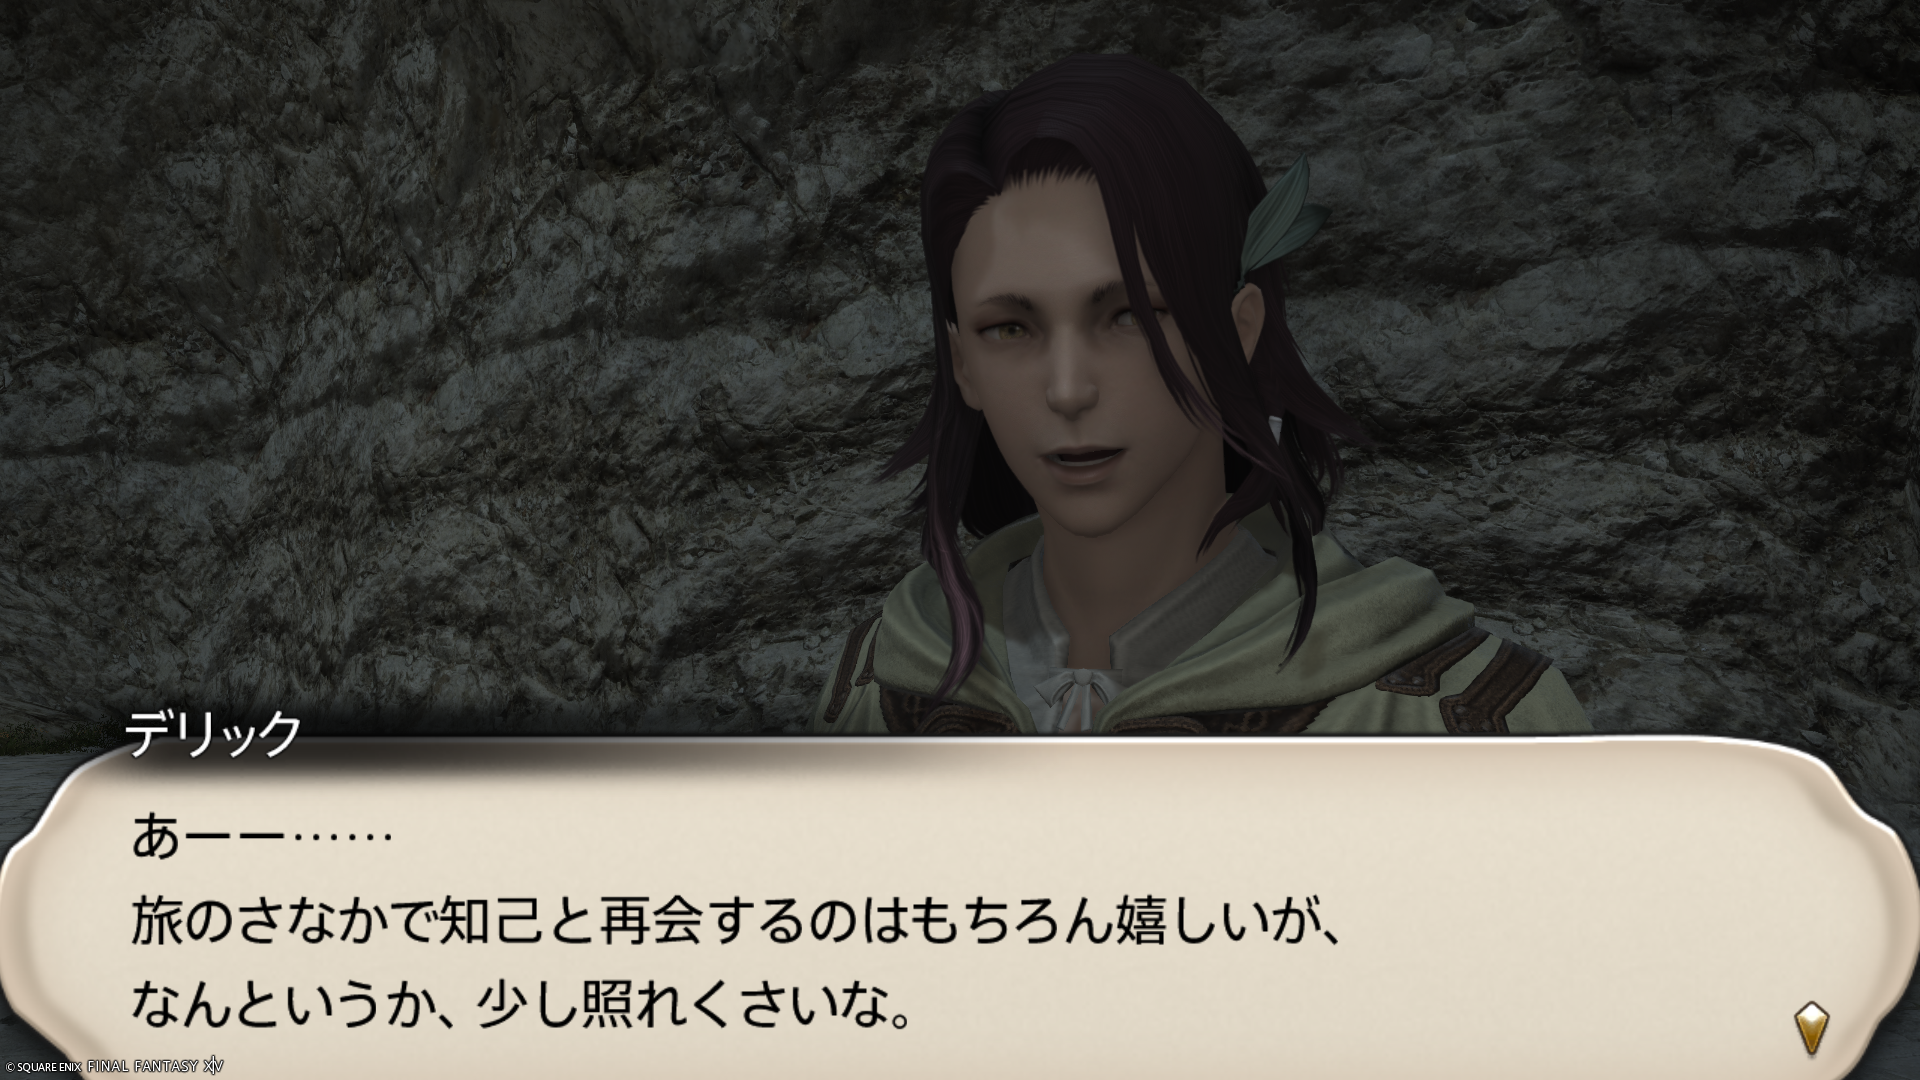 デリック
あーー……
旅のさなかで知己と再会するのはもちろん嬉しいが、
なんというか、少し照れくさいな。
© SQUARE ENIX FINAL FANTASY XIV